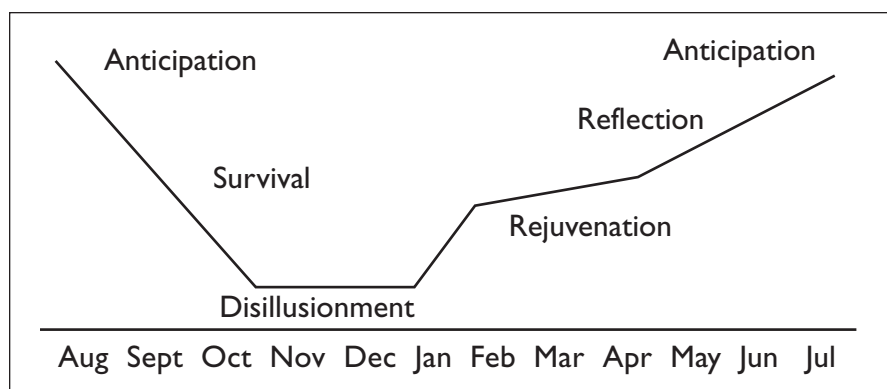 Anticipation
Anticipation
Reflection
Survival
Rejuvenation
Disillusionment
Aug Sept Oct Nov Dec Jan Feb Mar Apr May Jun Jul